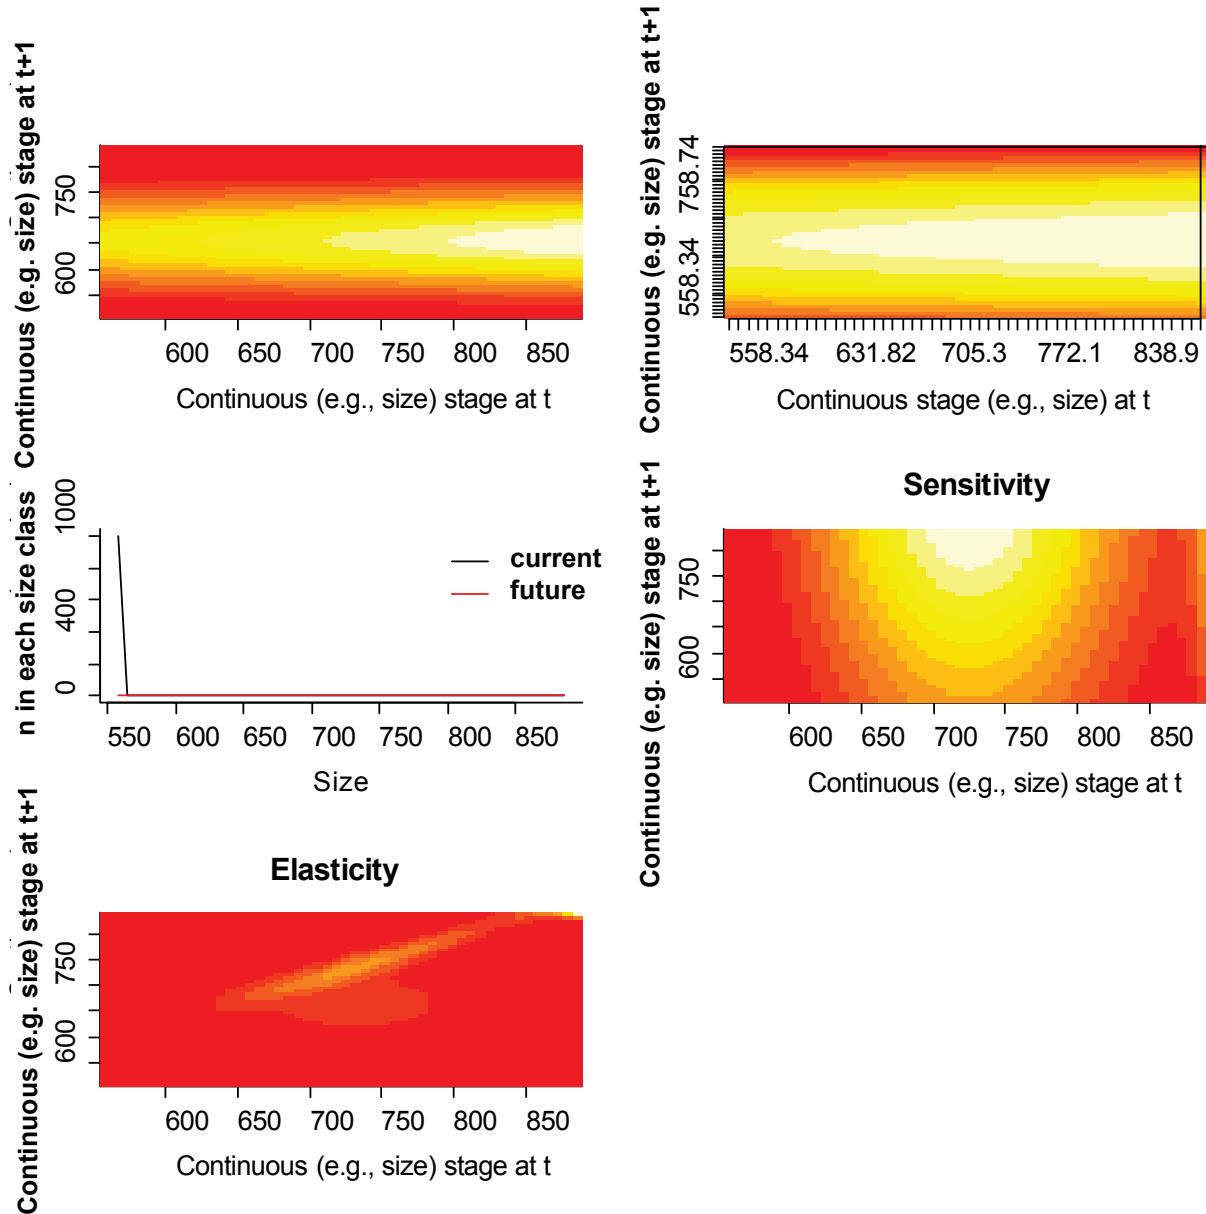 Continuous (e.g. size) stage at t+1
750
600
600 650 700 750 800 850
Continuous (e.g., size) stage at t
Continuous (e.g. size) stage at t+1
758.74
558.34
558.34 631.82 705.3 772.1 838.9
Continuous stage (e.g., size) at t
n in each size class
1000
400
0
current
future
550 600 650 700 750 800 850
Size
Sensitivity
Continuous (e.g. size) stage at t+1
750
600
600 650 700 750 800 850
Continuous (e.g., size) stage at t
Elasticity
Continuous (e.g. size) stage at t+1
750
600
600 650 700 750 800 850
Continuous (e.g., size) stage at t